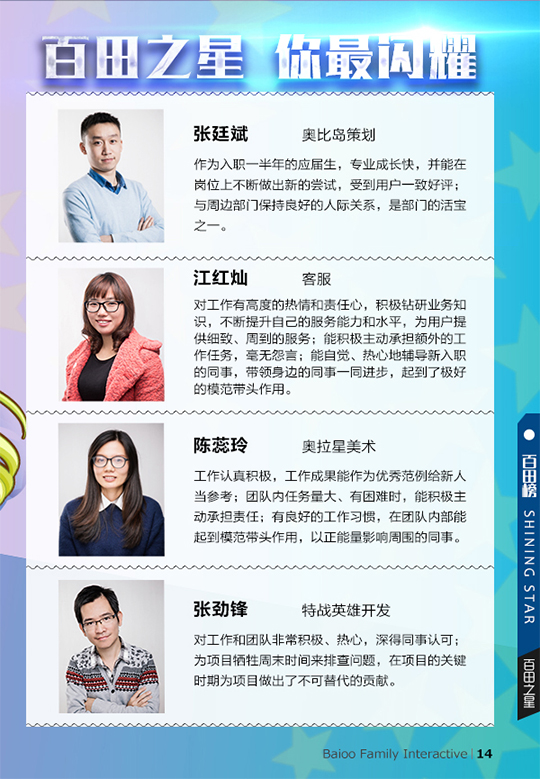 百田之星 你最闪耀
张廷斌 奥比岛策划
作为入职一半年的应届生，专业成长快，并能在
岗位上不断做出新的尝试，受到用户一致好评；
与周边部门保持良好的人际关系，是部门的活宝
之一。
江红灿 客服
对工作有高度的热情和责任心，积极钻研业务知
识，不断提升自己的服务能力和水平，为用户提
供细致、周到的服务；能积极主动承担额外的工
作任务，毫无怨言；能自觉、热心地辅导新入职
的同事，带领身边的同事一同进步，起到了极好
的模范带头作用。
陈蕊玲 奥拉星美术
工作认真积极，工作成果能作为优秀范例给新人
当参考；团队内任务量大、有困难时，能积极主
动承担责任；有良好的工作习惯，在团队内部能
起到模范带头作用，以正能量影响周围的同事。
张劲锋 特战英雄开发
对工作和团队非常积极、热心，深得同事认可；
为项目牺牲周末时间来排查问题，在项目的关键
时期为项目做出了不可替代的贡献。
百田榜 SHINING STAR
百田之星
Baioo Family Interactive | 14